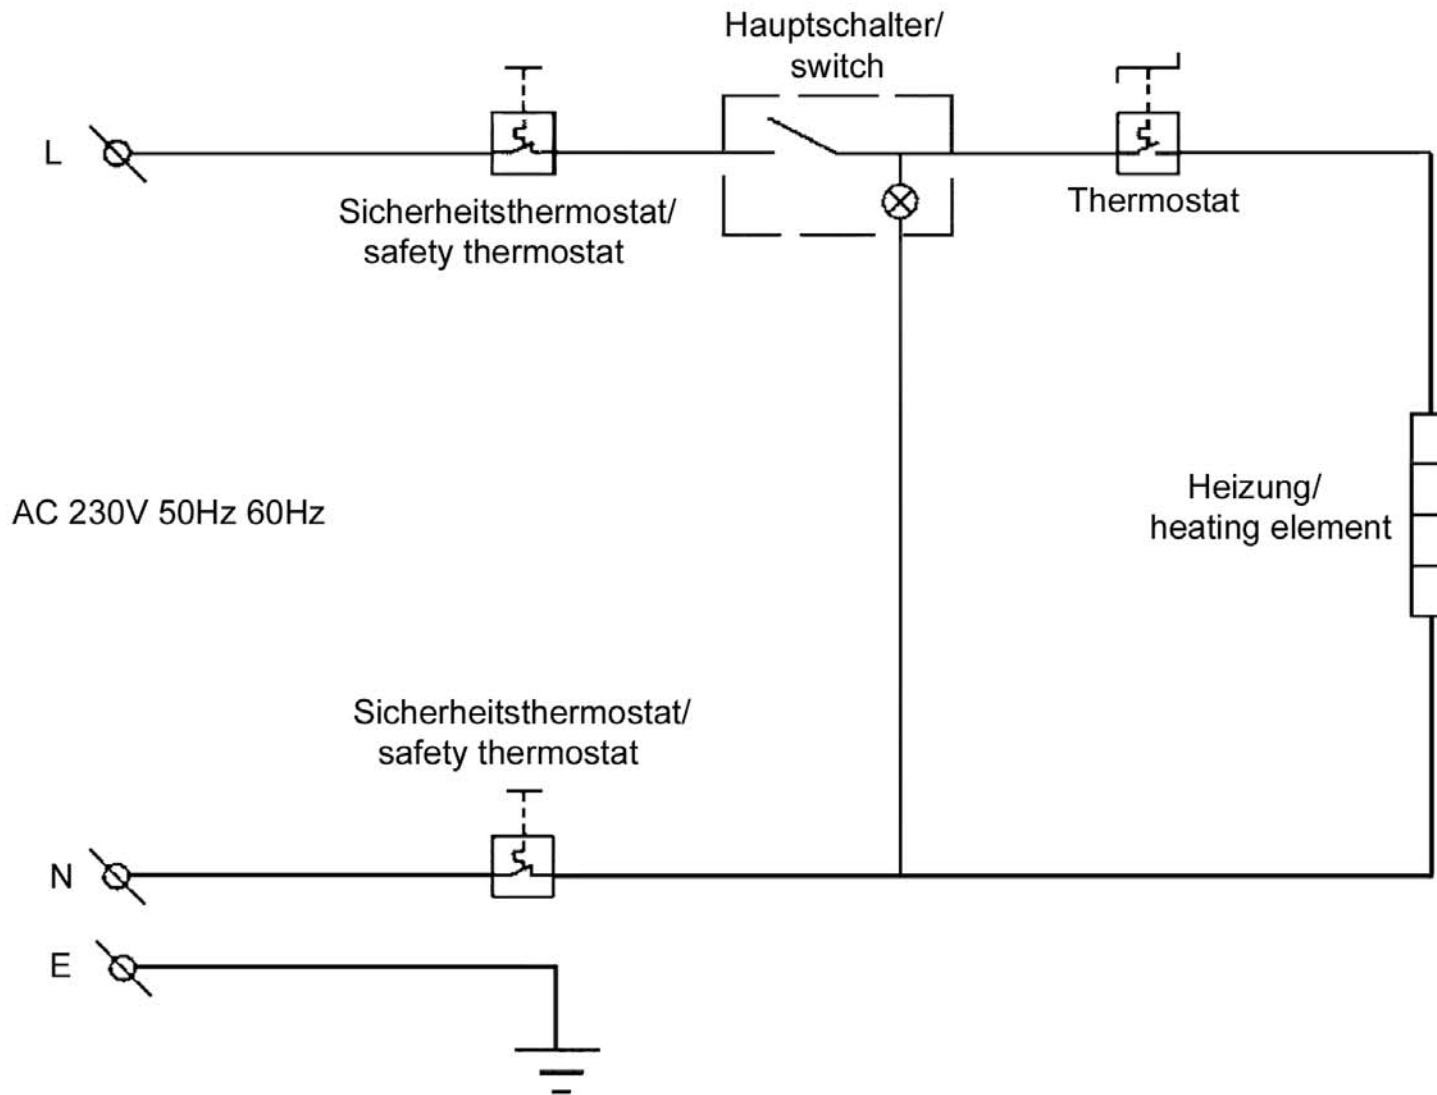 Hauptschalter/
switch
L
Sicherheitsthermostat/
safety thermostat
Thermostat
AC 230V 50Hz 60Hz
Heizung/
heating element
Sicherheitsthermostat/
safety thermostat
N
E